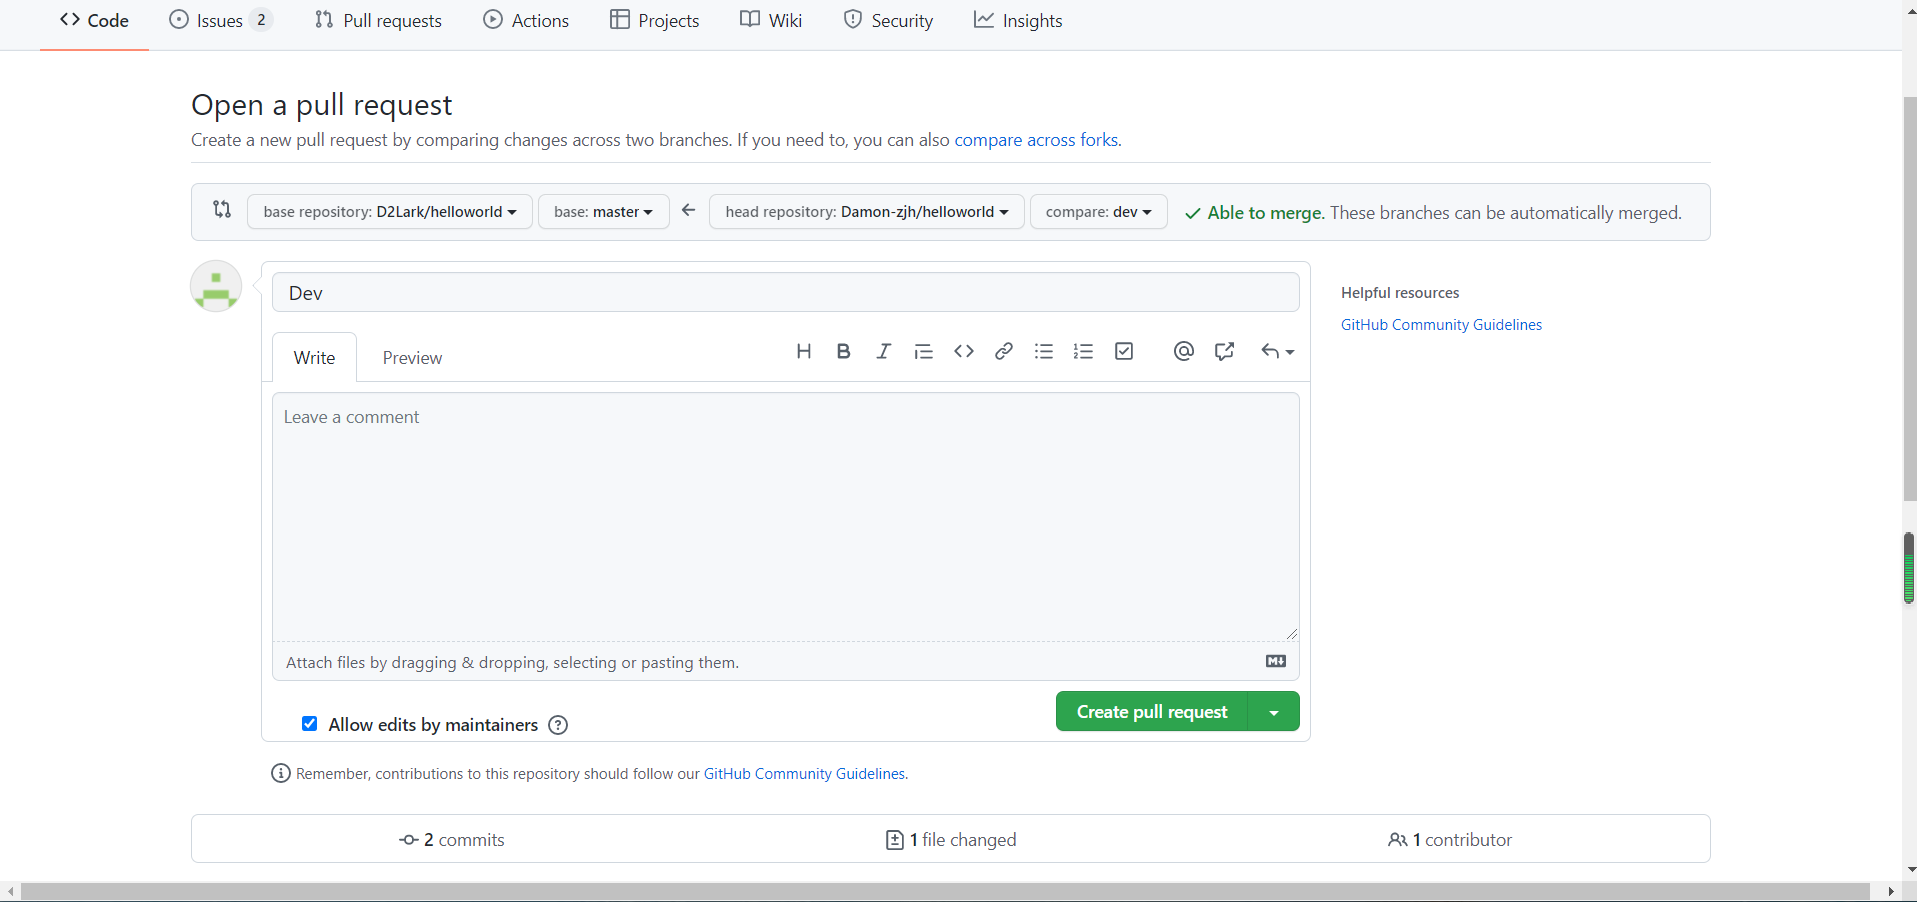 Code Issues 2 Pull requests Actions Projects Wiki Security Insights
Open a pull request
Create a new pull request by comparing changes across two branches. If you need to, you can also compare across forks.
base repository: D2Lark/helloworld base: master head repository: Damon-zjh/helloworld compare: dev Able to merge. These branches can be automatically merged.
Dev
Helpful resources
GitHub Community Guidelines
Write Preview
Leave a comment
Attach files by dragging & dropping, selecting or pasting them.
Allow edits by maintainers
Create pull request
Remember, contributions to this repository should follow our GitHub Community Guidelines.
2 commits 1 file changed 1 contributor